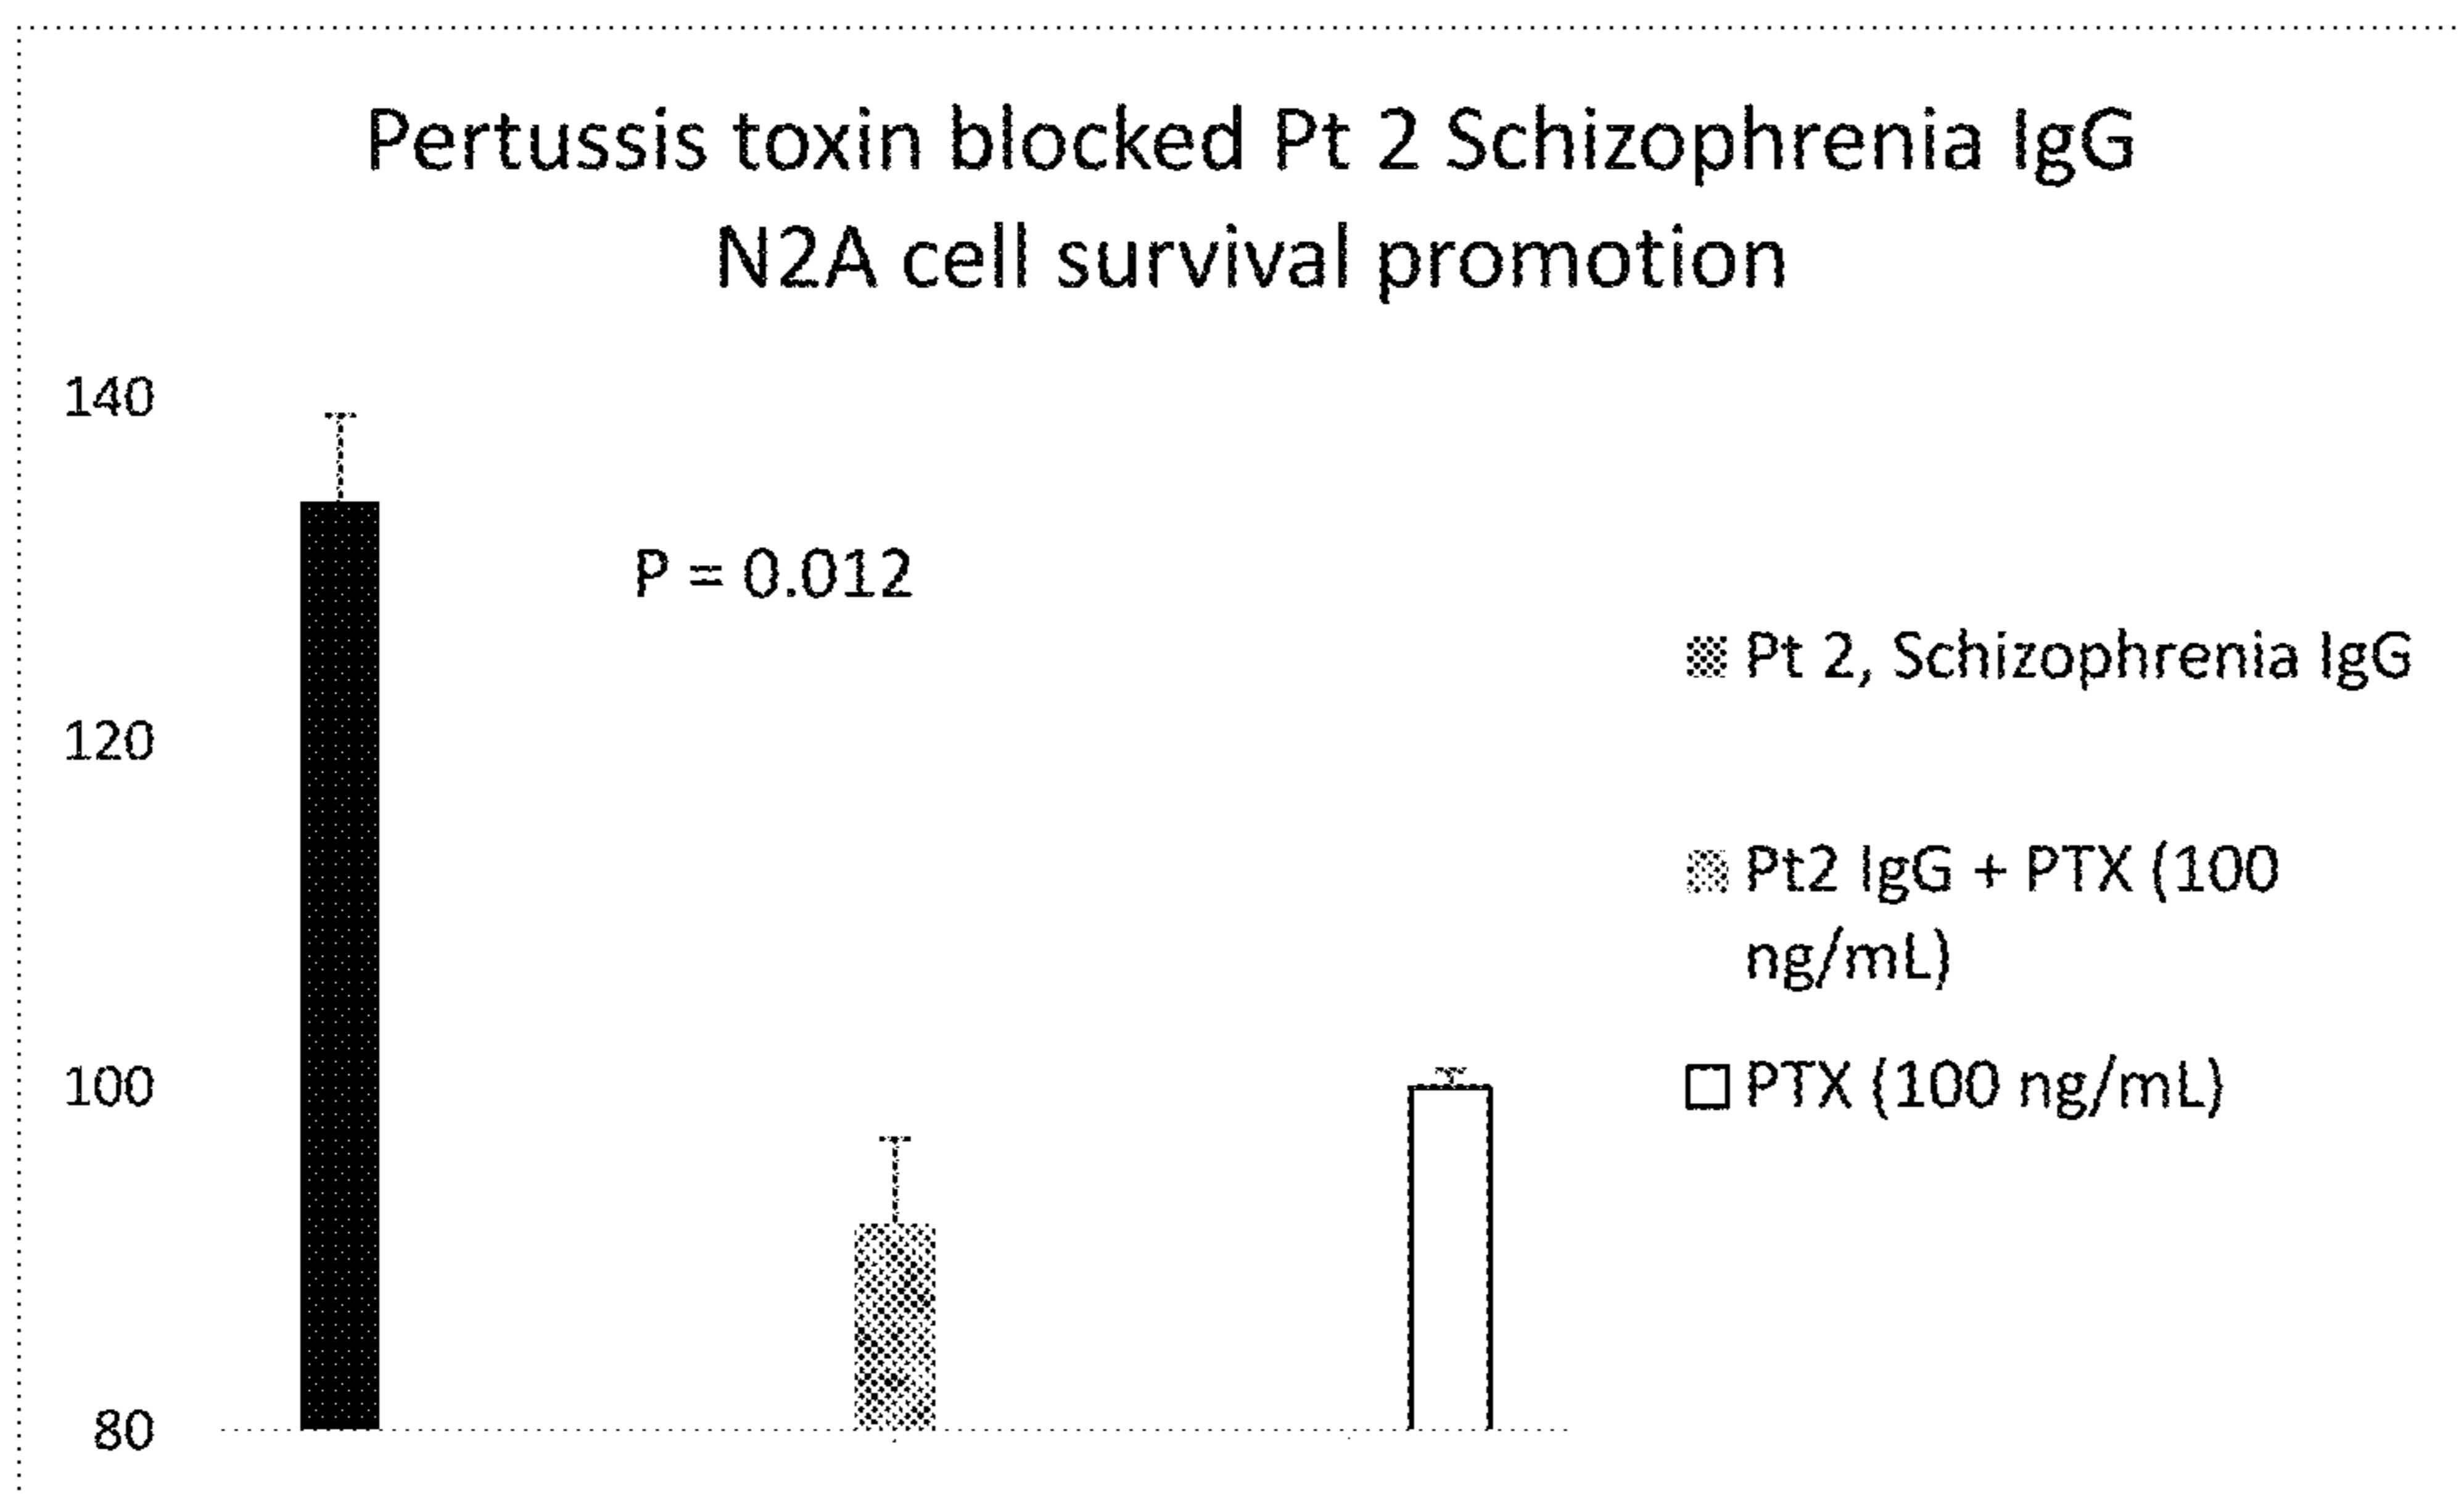 Pertussis toxin blocked Pt 2 Schizophrenia IgG
N2A cell survival promotion
140
P = 0.012
Pt 2, Schizophrenia IgG
120
Pt2 IgG + PTX (100
ng/mL)
100
PTX (100 ng/mL)
80